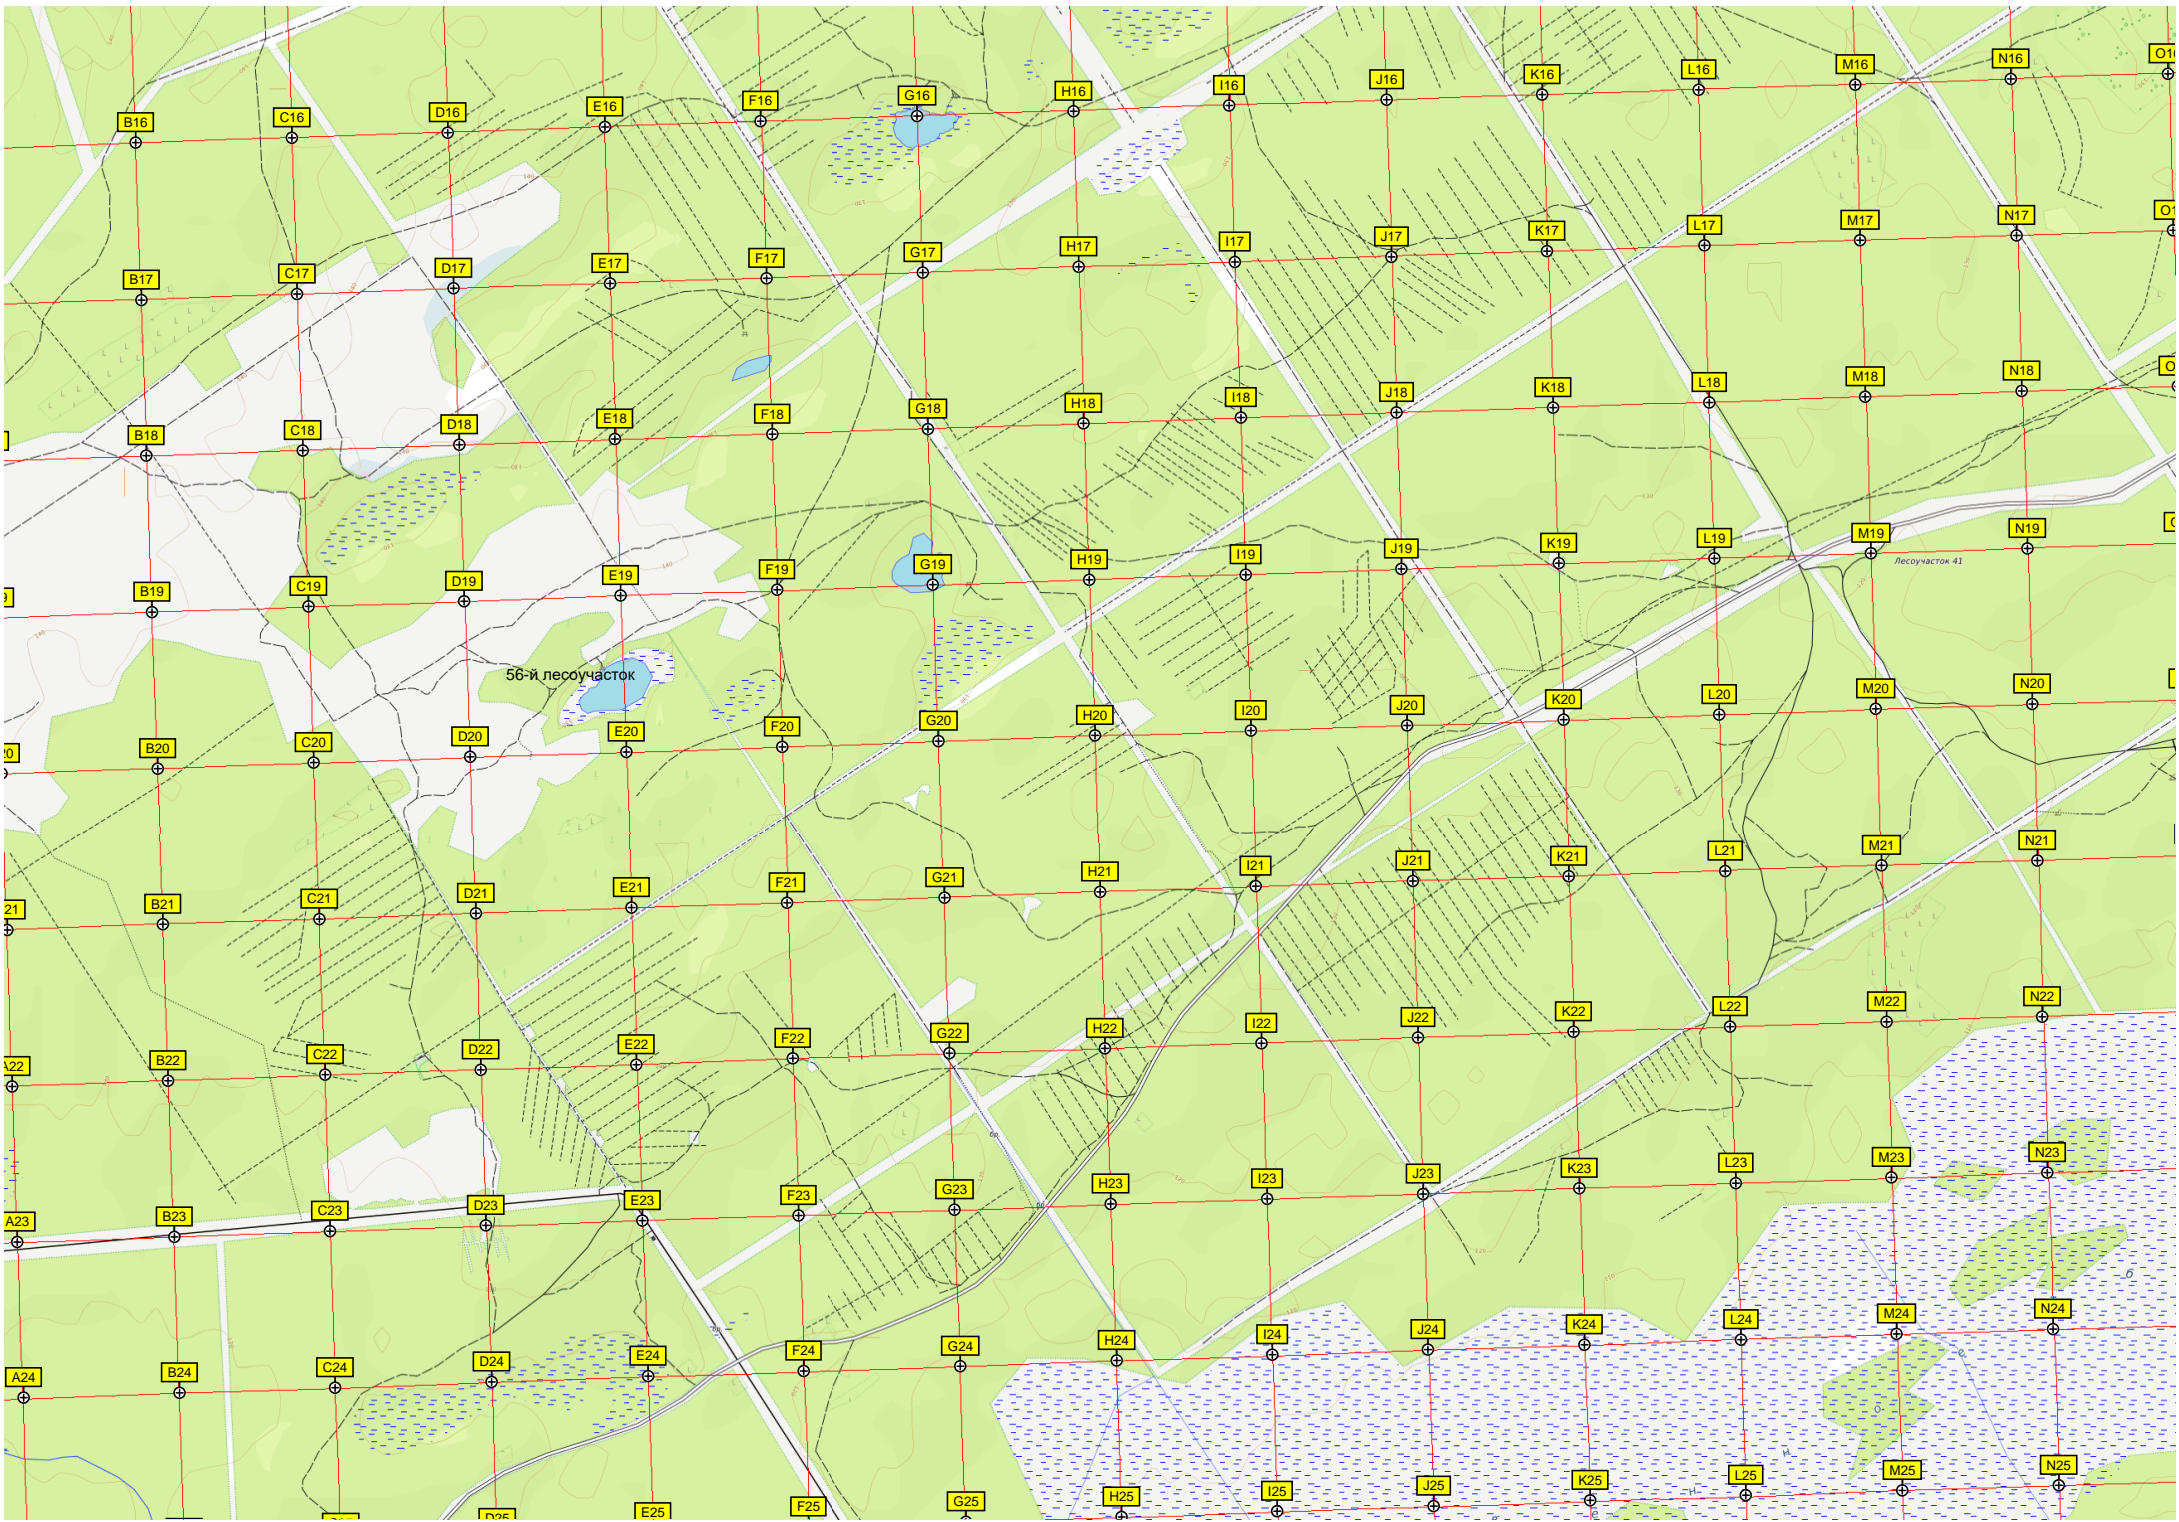 B16 C16 D16 E16 F16 G16 H16 I16 J16 K16 L16 M16 N16
B17 C17 D17 E17 F17 G17 H17 I17 J17 K17 L17 M17 N17
B18 C18 D18 E18 F18 G18 H18 I18 J18 K18 L18 M18 N18
B19 C19 D19 E19 F19 G19 H19 I19 J19 K19 L19 M19 N19
Лесоучасток 41
56-й лесоучасток
B20 C20 D20 E20 F20 G20 H20 I20 J20 K20 L20 M20 N20
B21 C21 D21 E21 F21 G21 H21 I21 J21 K21 L21 M21 N21
A22 B22 C22 D22 E22 F22 G22 H22 I22 J22 K22 L22 M22 N22
бр.
A23 B23 C23 D23 E23 F23 G23 H23 I23 J23 K23 L23 M23 N23
A24 B24 C24 D24 E24 F24 G24 H24 I24 J24 K24 L24 M24 N24
D25 E25 F25 G25 H25 I25 J25 K25 L25 M25 N25